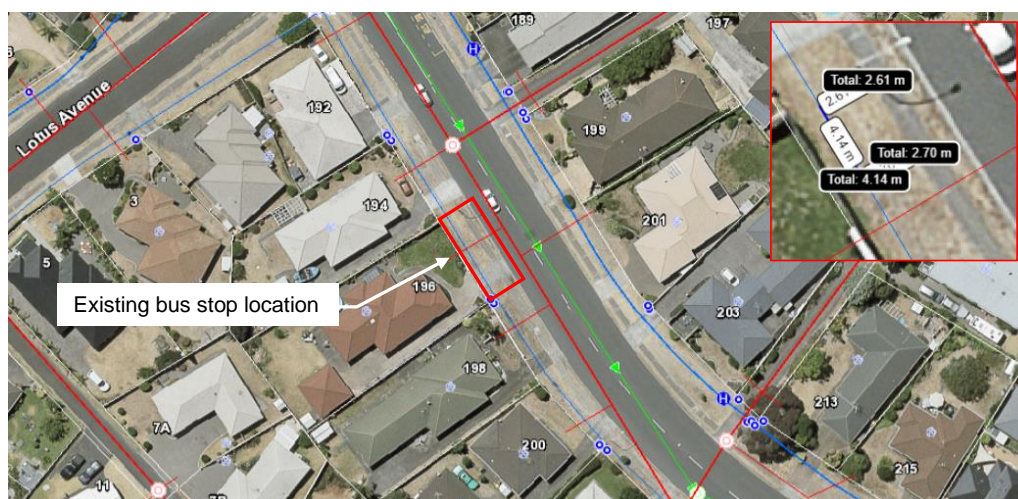 189
197
Total: 2.61 m
4.14 m
Total: 2.70 m
Total: 4.14 m
Lotus Avenue
192
199
3
194
201
5
Existing bus stop location
196
203
198
213
7A
200
215
11
H
H